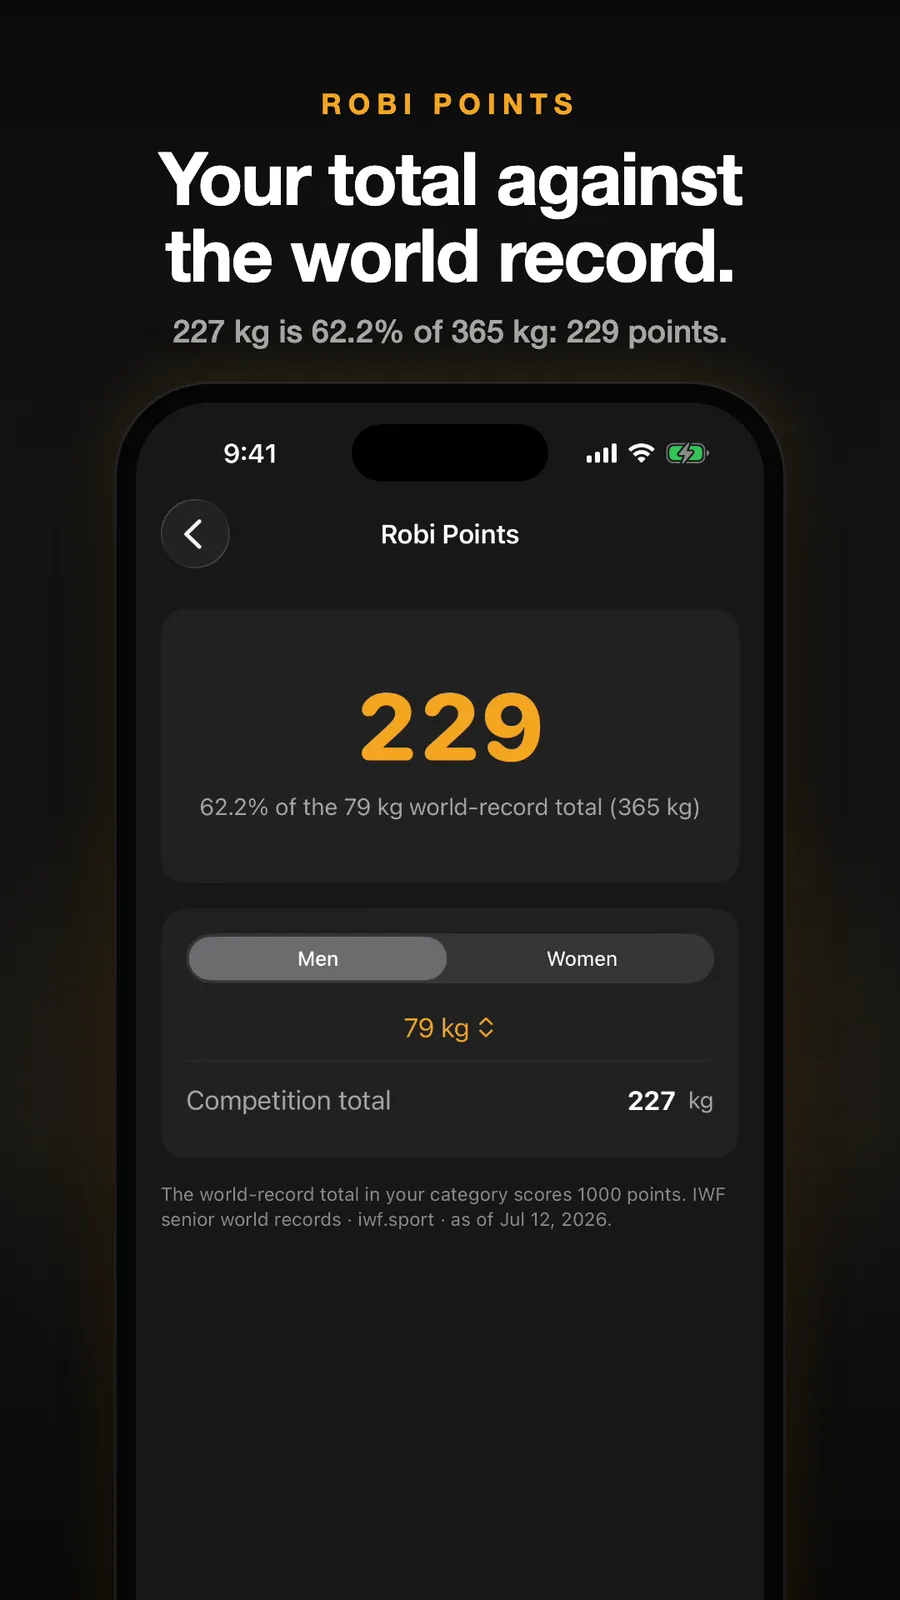 ROBI POINTS
Your total against
the world record.
227 kg is 62.2% of 365 kg: 229 points.
9:41
Robi Points
229
62.2% of the 79 kg world-record total (365 kg)
Men
Women
79 kg
Competition total
227 kg
The world-record total in your category scores 1000 points. IWF
senior world records · iwf.sport · as of Jul 12, 2026.